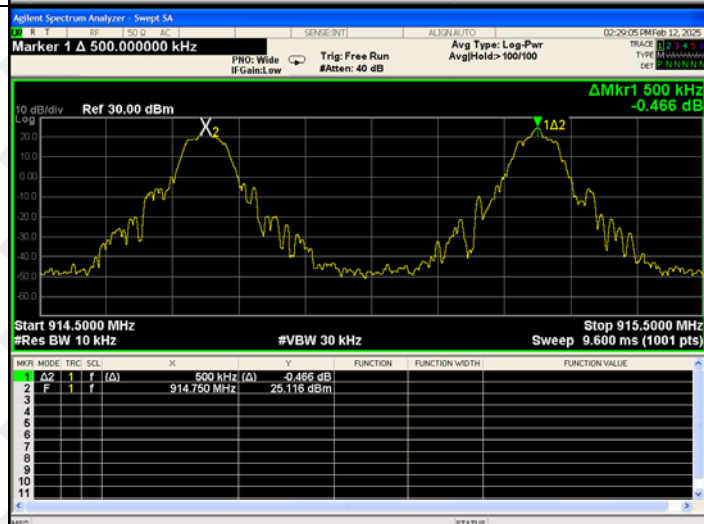 Agilent Spectrum Analyzer - Swept SA
R T RF 50 Ω AC SENSE:INT ALIGN AUTO 02:29:05 PM Feb 12, 2025
Marker 1 Δ 500.000000 kHz Avg Type: Log-Pwr TRACE 1 2 3 4 5 6
PNO: Wide Trig: Free Run Avg|Hold:> 100/100 TYPE M
IFGain:Low #Atten: 40 dB DET P N N N N N
ΔMkr1 500 kHz
10 dB/div Ref 30.00 dBm -0.466 dB
Log
1Δ2
2
20.0
10.0
0.00
-10.0
-20.0
-30.0
-40.0
-50.0
-60.0
Start 914.5000 MHz Stop 915.5000 MHz
#Res BW 10 kHz #VBW 30 kHz Sweep 9.600 ms (1001 pts)
MKR MODE TRC SCL X Y FUNCTION FUNCTION WIDTH FUNCTION VALUE
1 Δ2 1 f (Δ) 500 kHz (Δ) -0.466 dB
2 F 1 f 914.750 MHz 25.116 dBm
3
4
5
6
7
8
9
10
11
MSG STATUS